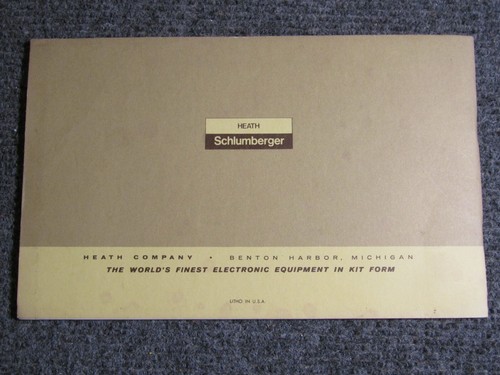 HEATH
Schlumberger
HEATH COMPANY • BENTON HARBOR, MICHIGAN
THE WORLD'S FINEST ELECTRONIC EQUIPMENT IN KIT FORM
LITHO IN U.S.A.